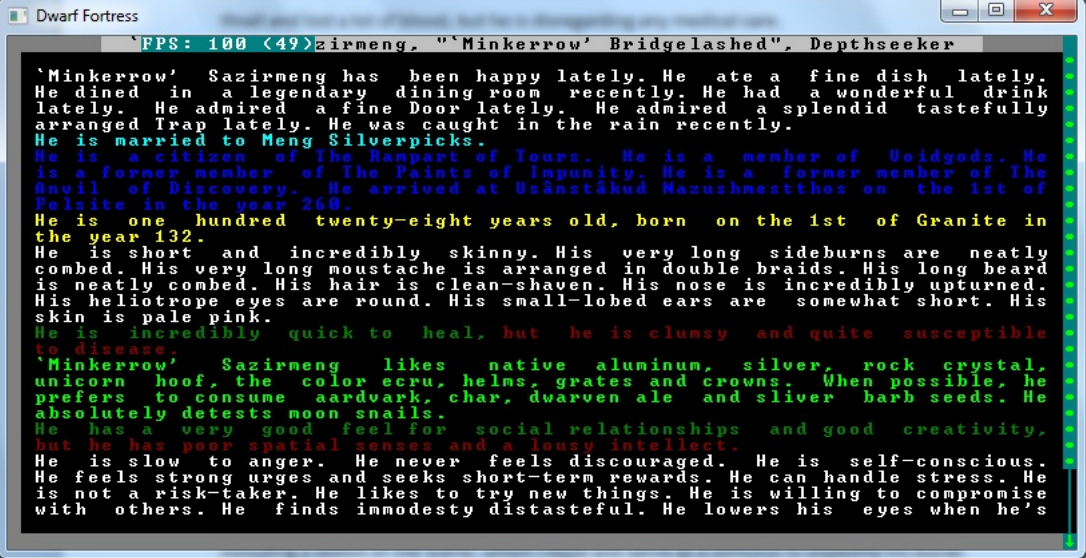 Dwarf Fortress
`FPS: 100 (49)zirmeng, "`Minkerrow' Bridgelashed", Depthseeker
`Minkerrow' Sazirmeng has been happy lately. He ate a fine dish lately.
He dined in a legendary dining room recently. He had a wonderful drink
lately. He admired a fine Door lately. He admired a splendid tastefully
arranged Trap lately. He was caught in the rain recently.
He is married to Meng Silverpicks.
He is a citizen of The Rampart of Tours. He is a member of Voidgods. He
is a former member of The Paints of Impunity. He is a former member of The
Anvil of Discovery. He arrived at Usânstâkud Nazushmestthos on the 1st of
Felsite in the year 260.
He is one hundred twenty-eight years old, born on the 1st of Granite in
the year 132.
He is short and incredibly skinny. His very long sideburns are neatly
combed. His very long moustache is arranged in double braids. His long beard
is neatly combed. His hair is clean-shaven. His nose is incredibly upturned.
His heliotrope eyes are round. His small-lobed ears are somewhat short. His
skin is pale pink.
He is incredibly quick to heal, but he is clumsy and quite susceptible
to disease.
`Minkerrow' Sazirmeng likes native aluminum, silver, rock crystal,
unicorn hoof, the color ecru, helms, grates and crowns. When possible, he
prefers to consume aardvark, char, dwarven ale and sliver barb seeds. He
absolutely detests moon snails.
He has a very good feel for social relationships and good creativity,
but he has poor spatial senses and a lousy intellect.
He is slow to anger. He never feels discouraged. He is self-conscious.
He feels strong urges and seeks short-term rewards. He can handle stress. He
is not a risk-taker. He likes to try new things. He is willing to compromise
with others. He finds immodesty distasteful. He lowers his eyes when he's